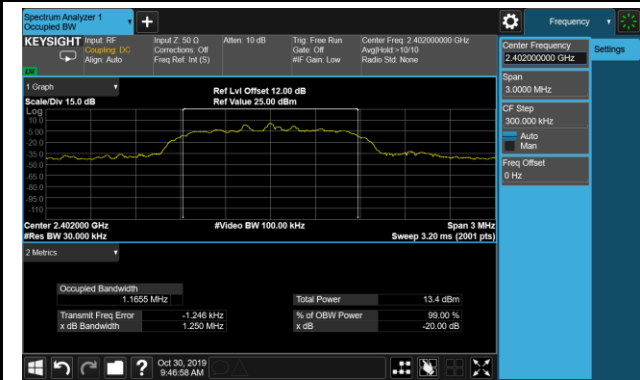 Spectrum Analyzer 1
Occupied BW
+
Frequency
KEYSIGHT
Input: RF
Coupling: DC
Align: Auto
Input Z: 50 Ω
Corrections: Off
Freq Ref: Int (S)
Atten: 10 dB
Trig: Free Run
Gate: Off
#IF Gain: Low
Center Freq: 2.402000000 GHz
Avg|Hold:>10/10
Radio Std: None
LV
1 Graph
Scale/Div 15.0 dB
Ref Lvl Offset 12.00 dB
Ref Value 25.00 dBm
Log
10.0
-5.00
-20.0
-35.0
-50.0
-65.0
-80.0
-95.0
-110
Center 2.402000 GHz
#Res BW 30.000 kHz
#Video BW 100.00 kHz
Span 3 MHz
Sweep 3.20 ms (2001 pts)
2 Metrics
Occupied Bandwidth
1.1655 MHz
Total Power 13.4 dBm
Transmit Freq Error -1.246 kHz
% of OBW Power 99.00 %
x dB Bandwidth 1.250 MHz
x dB -20.00 dB
Center Frequency
2.402000000 GHz
Settings
Span
3.0000 MHz
CF Step
300.000 kHz
Auto
Man
Freq Offset
0 Hz
?
Oct 30, 2019
9:46:58 AM